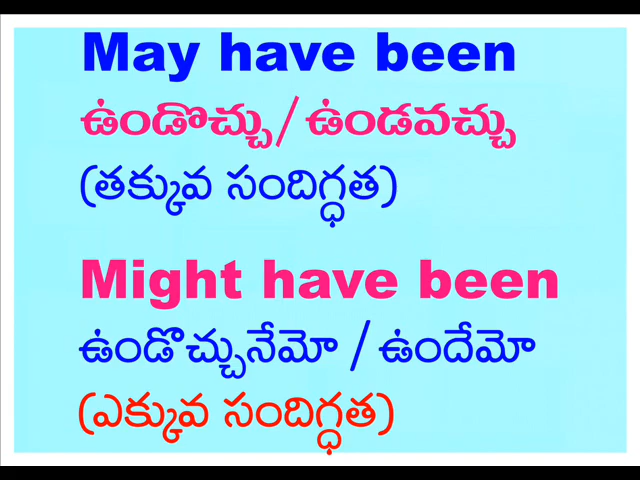 May have been
ఉండొచ్చు/ఉండవచ్చు
(తక్కువ సందిగ్ధత)
Might have been
ఉండొచ్చునేమో / ఉందేమో
(ఎక్కువ సందిగ్ధత)